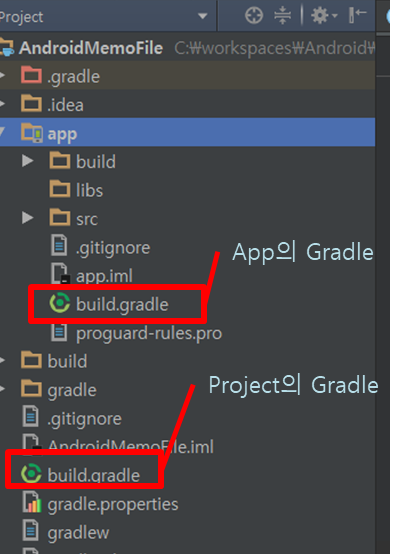 Project
AndroidMemoFile C:₩workspaces₩Android₩
.gradle
.idea
app
build
libs
src
.gitignore
App의 Gradle
app.iml
build.gradle
proguard-rules.pro
build
Project의 Gradle
gradle
.gitignore
AndroidMemoFile.iml
build.gradle
gradle.properties
gradlew